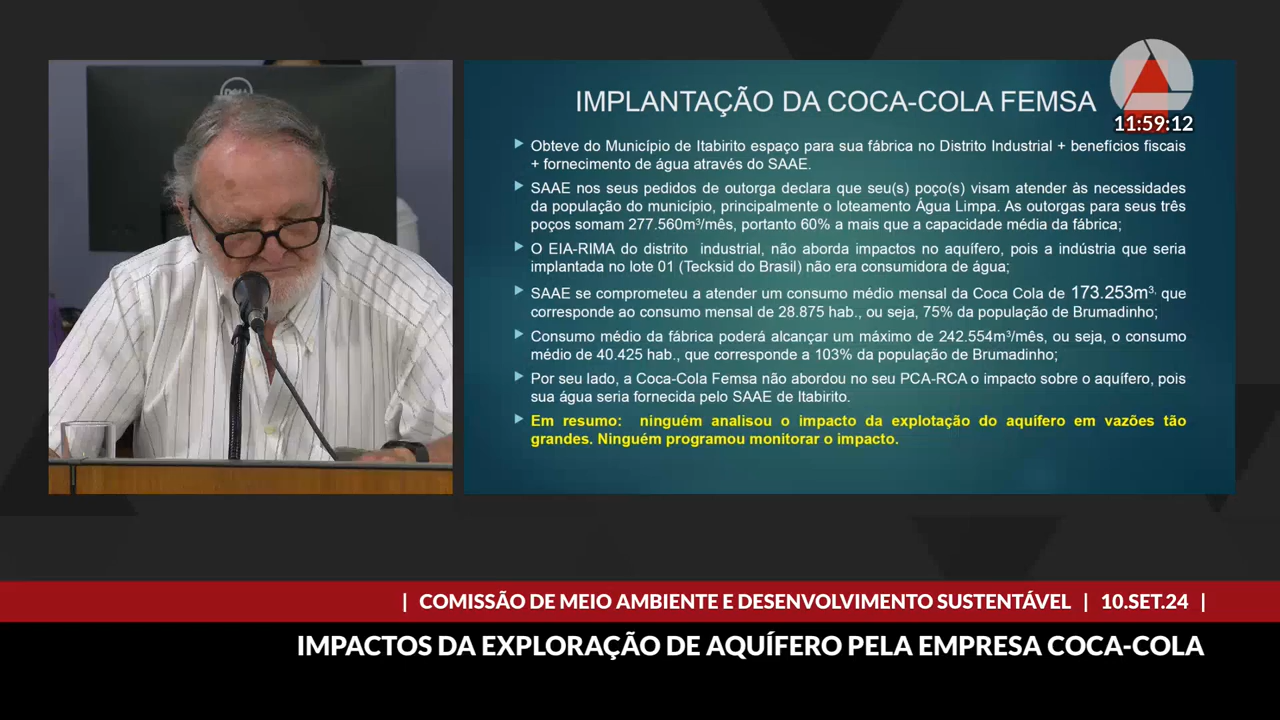 DELL
IMPLANTAÇÃO DA COCA-COLA FEMSA
11:59:12
Obteve do Município de Itabirito espaço para sua fábrica no Distrito Industrial + benefícios fiscais
+ fornecimento de água através do SAAE.
SAAE nos seus pedidos de outorga declara que seu(s) poço(s) visam atender às necessidades
da população do município, principalmente o loteamento Água Limpa. As outorgas para seus três
poços somam 277.560m³/mês, portanto 60% a mais que a capacidade média da fábrica;
O EIA-RIMA do distrito industrial, não aborda impactos no aquífero, pois a indústria que seria
implantada no lote 01 (Tecksid do Brasil) não era consumidora de água;
SAAE se comprometeu a atender um consumo médio mensal da Coca Cola de 173.253m³, que
corresponde ao consumo mensal de 28.875 hab., ou seja, 75% da população de Brumadinho;
Consumo médio da fábrica poderá alcançar um máximo de 242.554m³/mês, ou seja, o consumo
médio de 40.425 hab., que corresponde a 103% da população de Brumadinho;
Por seu lado, a Coca-Cola Femsa não abordou no seu PCA-RCA o impacto sobre o aquífero, pois
sua água seria fornecida pelo SAAE de Itabirito.
Em resumo: ninguém analisou o impacto da explotação do aquífero em vazões tão
grandes. Ninguém programou monitorar o impacto.
| COMISSÃO DE MEIO AMBIENTE E DESENVOLVIMENTO SUSTENTÁVEL | 10.SET.24 |
IMPACTOS DA EXPLORAÇÃO DE AQUÍFERO PELA EMPRESA COCA-COLA